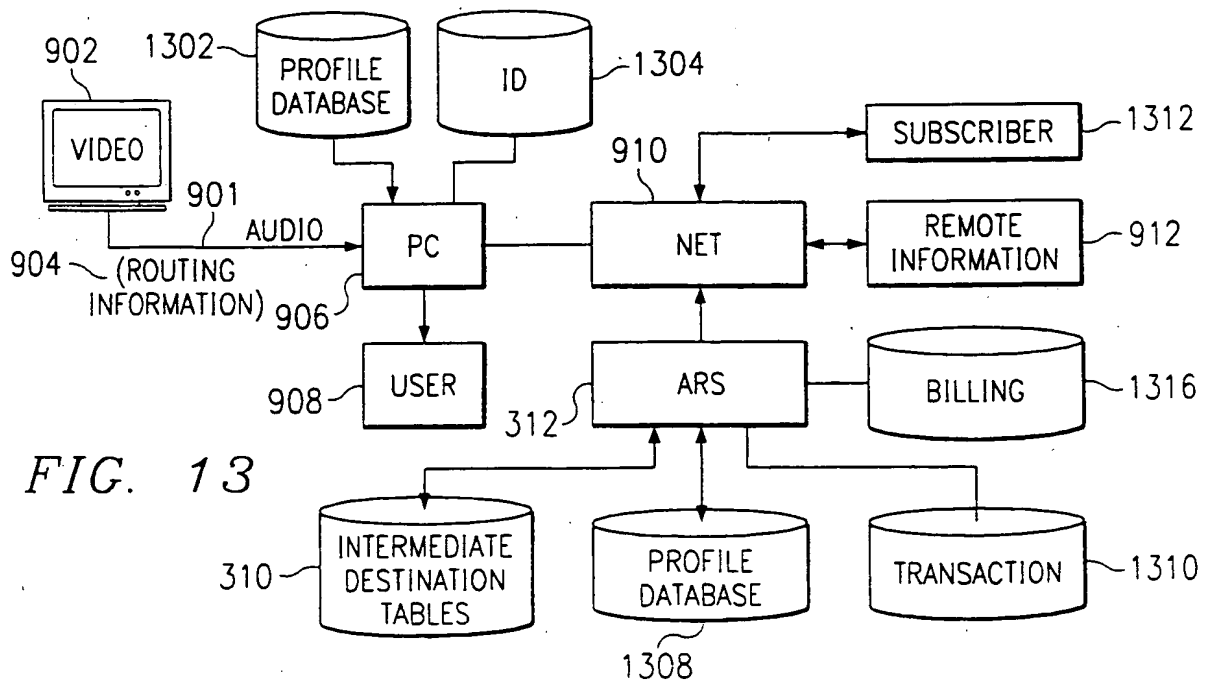 902
1302
PROFILE
DATABASE
ID
1304
VIDEO
SUBSCRIBER
1312
910
901
AUDIO
PC
NET
REMOTE
INFORMATION
912
904
(ROUTING
INFORMATION)
906
USER
908
ARS
312
BILLING
1316
FIG. 13
310
INTERMEDIATE
DESTINATION
TABLES
PROFILE
DATABASE
1308
TRANSACTION
1310